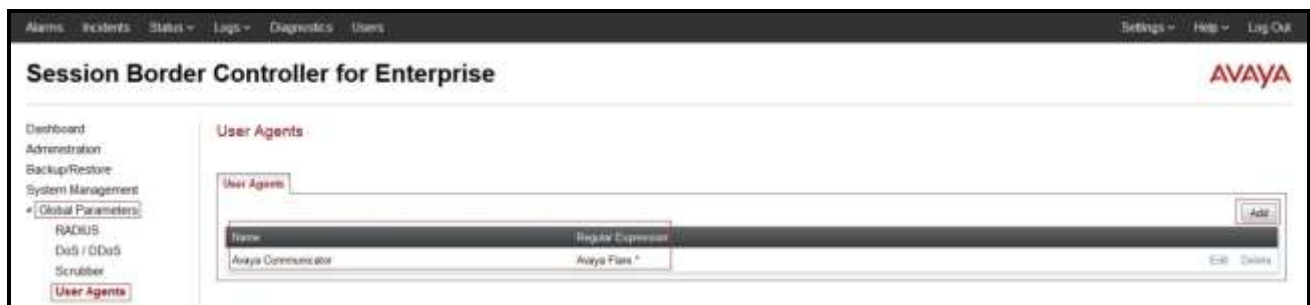 Alarms Incidents Status Logs Diagnostics Users Settings Help Log Out
Session Border Controller for Enterprise AVAYA
Dashboard
Administration
Backup/Restore
System Management
Global Parameters
RADIUS
DoS / DDoS
Scrubber
User Agents
User Agents
User Agents
Add
Name Regular Expression
Avaya Communicator Avaya Flare.* Edit Delete